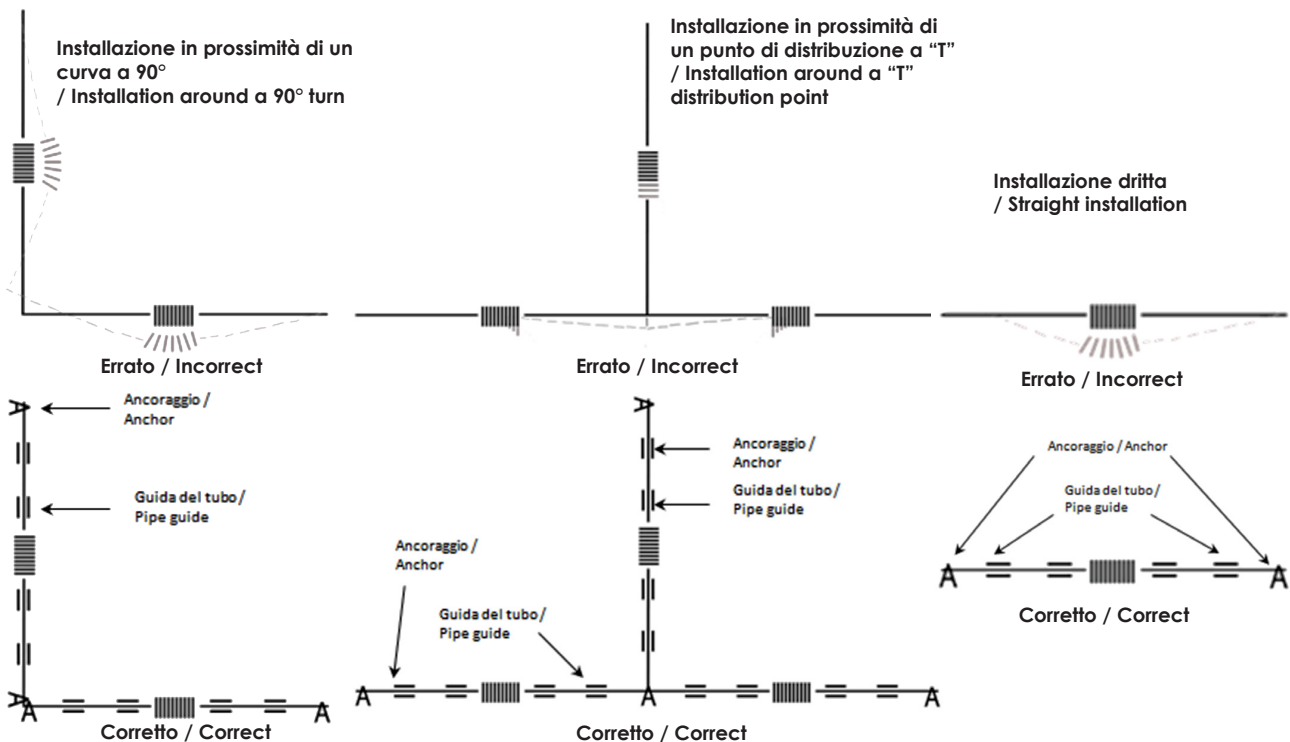 Installazione in prossimità di un
curva a 90°
/ Installation around a 90° turn
Installazione in prossimità di
un punto di distribuzione a “T”
/ Installation around a “T”
distribution point
Installazione dritta
/ Straight installation
Errato / Incorrect
Errato / Incorrect
Errato / Incorrect
A
Ancoraggio /
Anchor
Guida del tubo /
Pipe guide
A
A
A
Corretto / Correct
A
Ancoraggio /
Anchor
Guida del tubo /
Pipe guide
Ancoraggio /
Anchor
Guida del tubo /
Pipe guide
A
A
A
Corretto / Correct
Ancoraggio / Anchor
Guida del tubo /
Pipe guide
A
A
Corretto / Correct